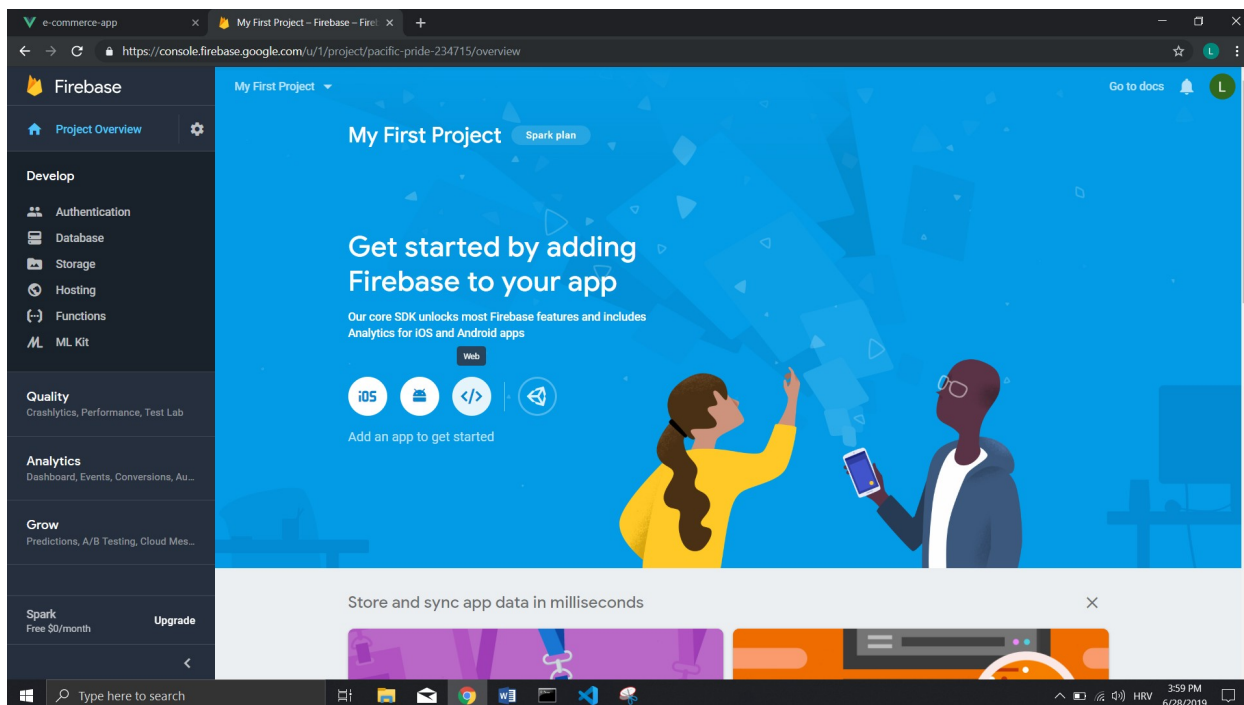 e-commerce-app
My First Project – Firebase – Fire
https://console.firebase.google.com/u/1/project/pacific-pride-234715/overview
L
Firebase
My First Project
Go to docs
L
Project Overview
My First Project
Spark plan
Develop
Authentication
Database
Storage
Hosting
Functions
ML Kit
Get started by adding
Firebase to your app
Our core SDK unlocks most Firebase features and includes
Analytics for iOS and Android apps
Web
iOS
Add an app to get started
Quality
Crashlytics, Performance, Test Lab
Analytics
Dashboard, Events, Conversions, Au...
Grow
Predictions, A/B Testing, Cloud Mes...
Spark
Free $0/month
Upgrade
Store and sync app data in milliseconds
Type here to search
HRV
3:59 PM
6/28/2019